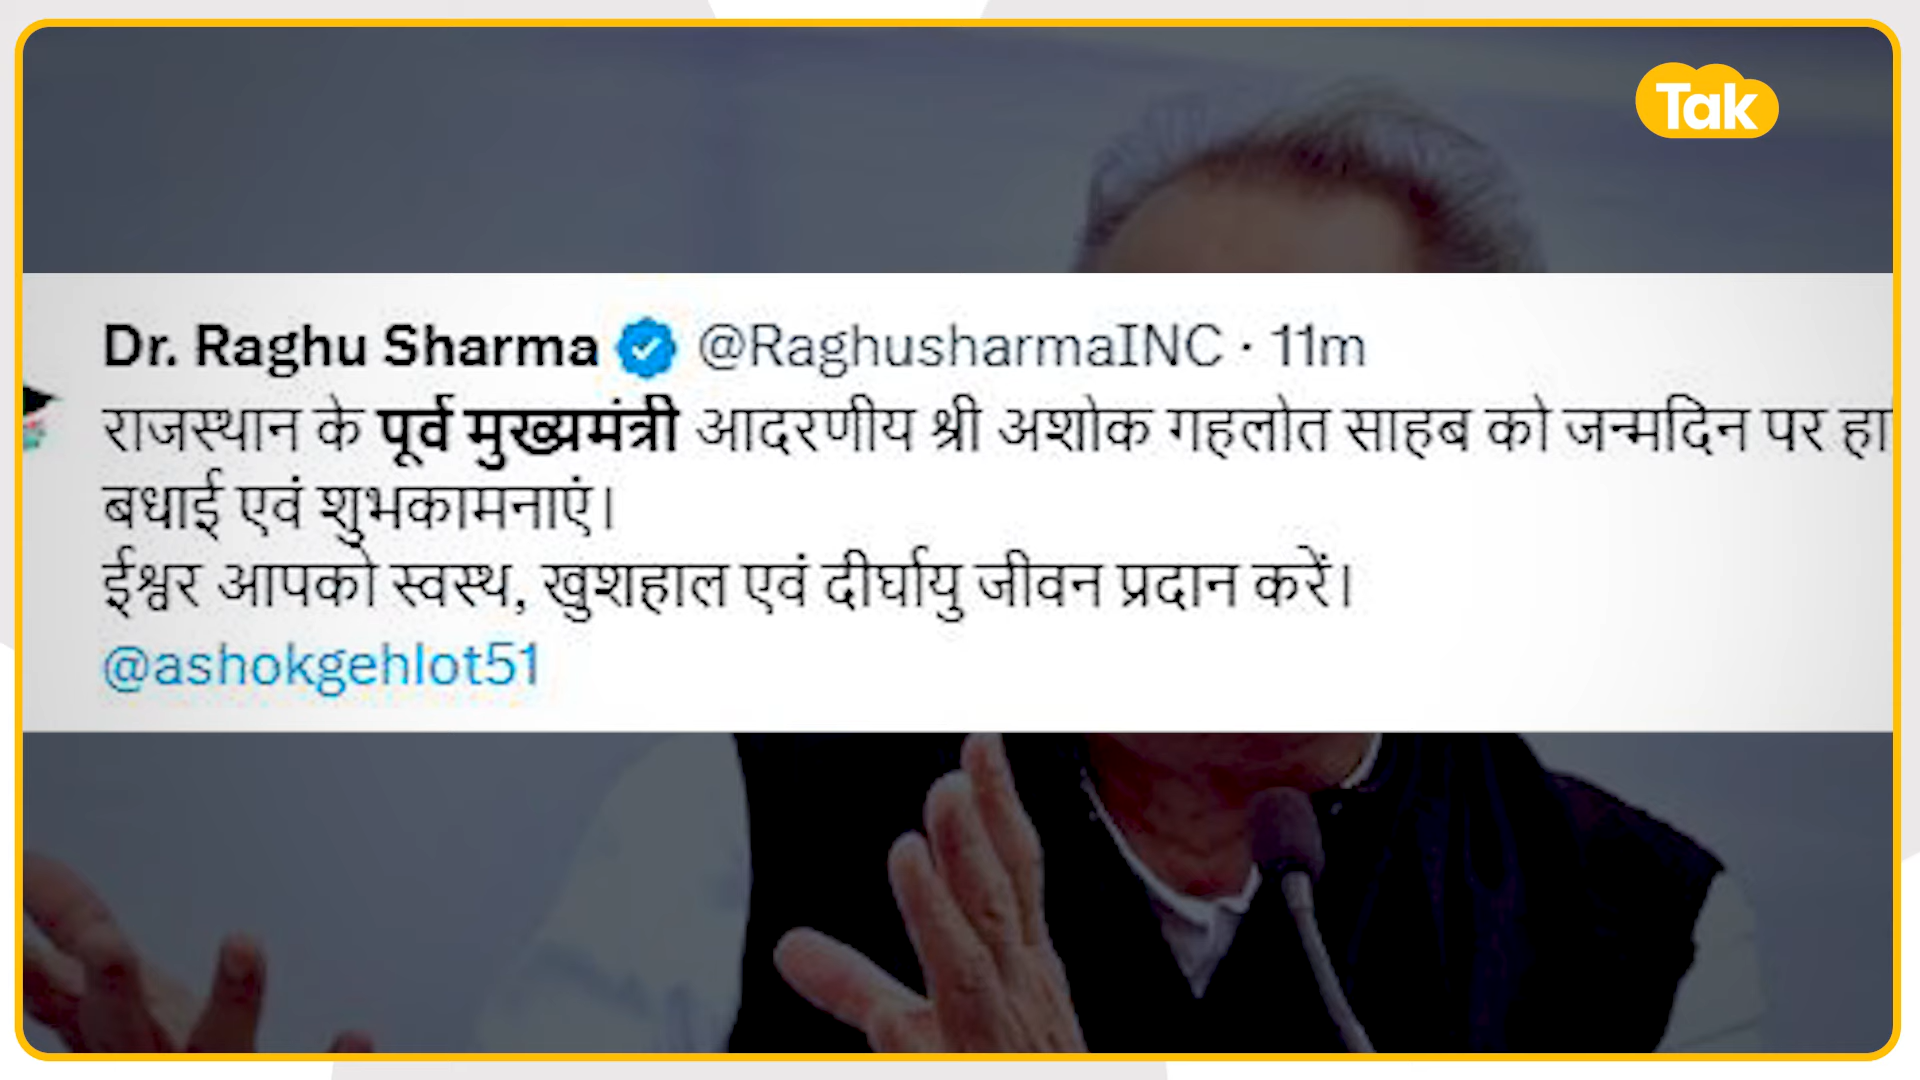 Tak
Dr. Raghu Sharma @RaghusharmaINC · 11m
राजस्थान के पूर्व मुख्यमंत्री आदरणीय श्री अशोक गहलोत साहब को जन्मदिन पर हा
बधाई एवं शुभकामनाएं।
ईश्वर आपको स्वस्थ, खुशहाल एवं दीर्घायु जीवन प्रदान करें।
@ashokgehlot51